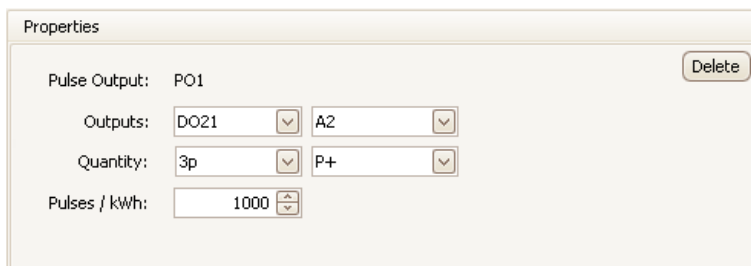 Properties
Delete
Pulse Output: PO1
Outputs: DO21 A2
Quantity: 3p P+
Pulses / kWh: 1000